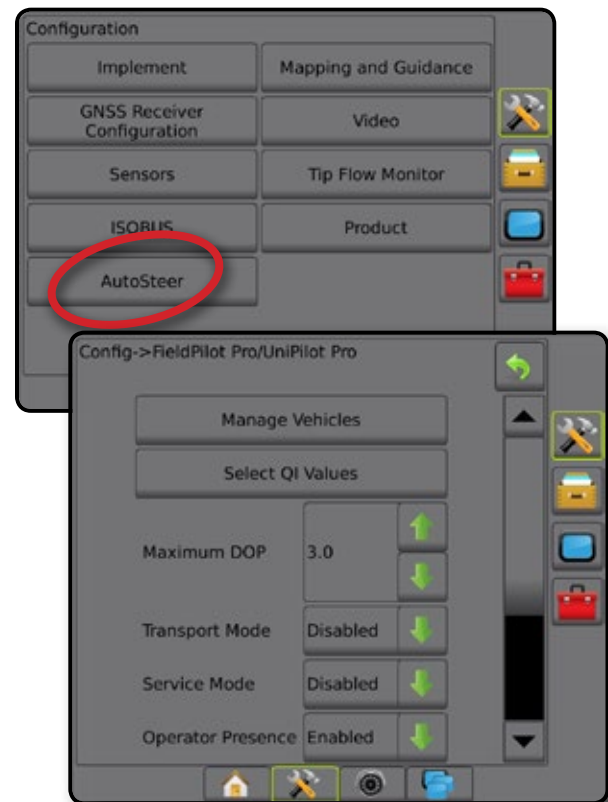 Configuration
Implement
Mapping and Guidance
GNSS Receiver
Configuration
Video
Sensors
Tip Flow Monitor
ISOBUS
Product
AutoSteer
Config->FieldPilot Pro/UniPilot Pro
Manage Vehicles
Select QI Values
Maximum DOP 3.0
Transport Mode Disabled
Service Mode Disabled
Operator Presence Enabled